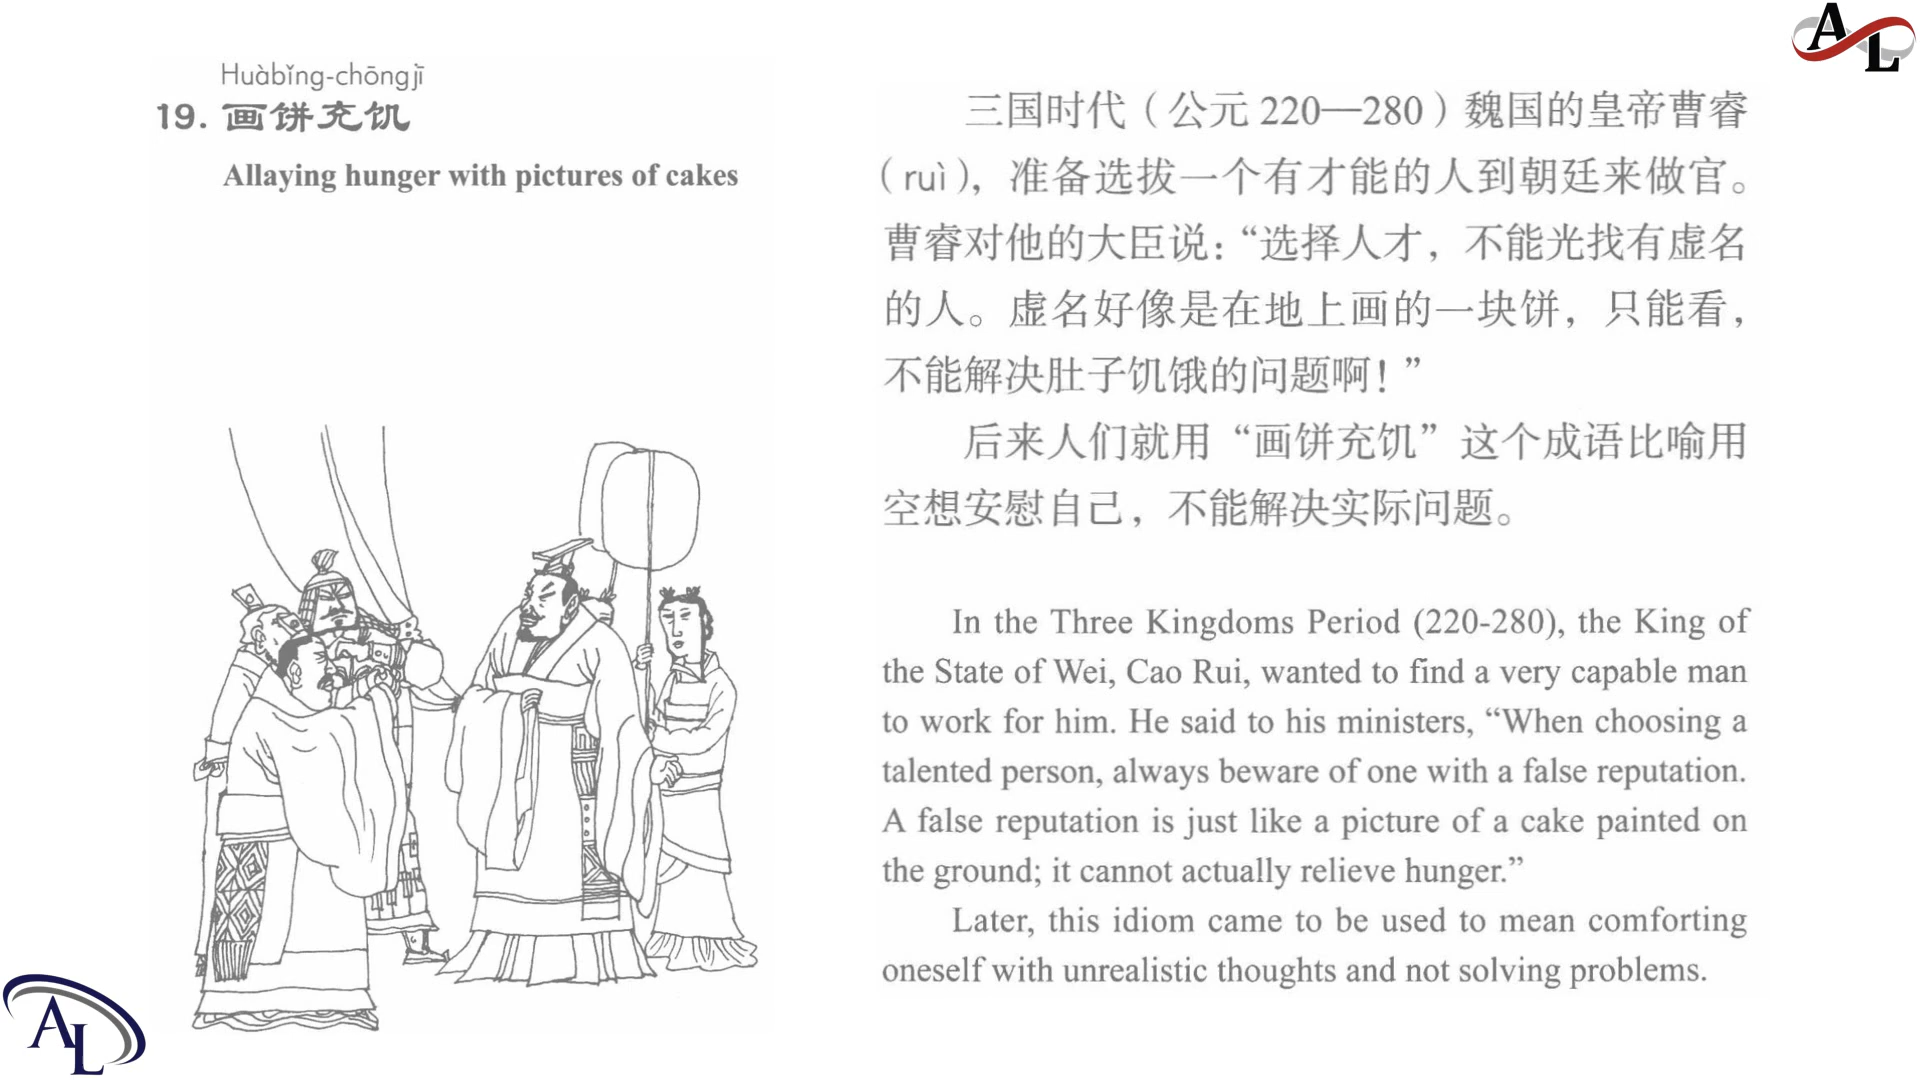 Huàbǐng-chōngjī
19. 画饼充饥
Allaying hunger with pictures of cakes
三国时代（公元 220—280）魏国的皇帝曹睿
（ruì），准备选拔一个有才能的人到朝廷来做官。
曹睿对他的大臣说：“选择人才，不能光找有虚名
的人。虚名好像是在地上画的一块饼，只能看，
不能解决肚子饥饿的问题啊！”
后来人们就用“画饼充饥”这个成语比喻用
空想安慰自己，不能解决实际问题。
In the Three Kingdoms Period (220-280), the King of
the State of Wei, Cao Rui, wanted to find a very capable man
to work for him. He said to his ministers, “When choosing a
talented person, always beware of one with a false reputation.
A false reputation is just like a picture of a cake painted on
the ground; it cannot actually relieve hunger.”
Later, this idiom came to be used to mean comforting
oneself with unrealistic thoughts and not solving problems.
AL
AL